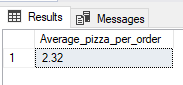 Results Messages
Average_pizza_per_order
1 2.32